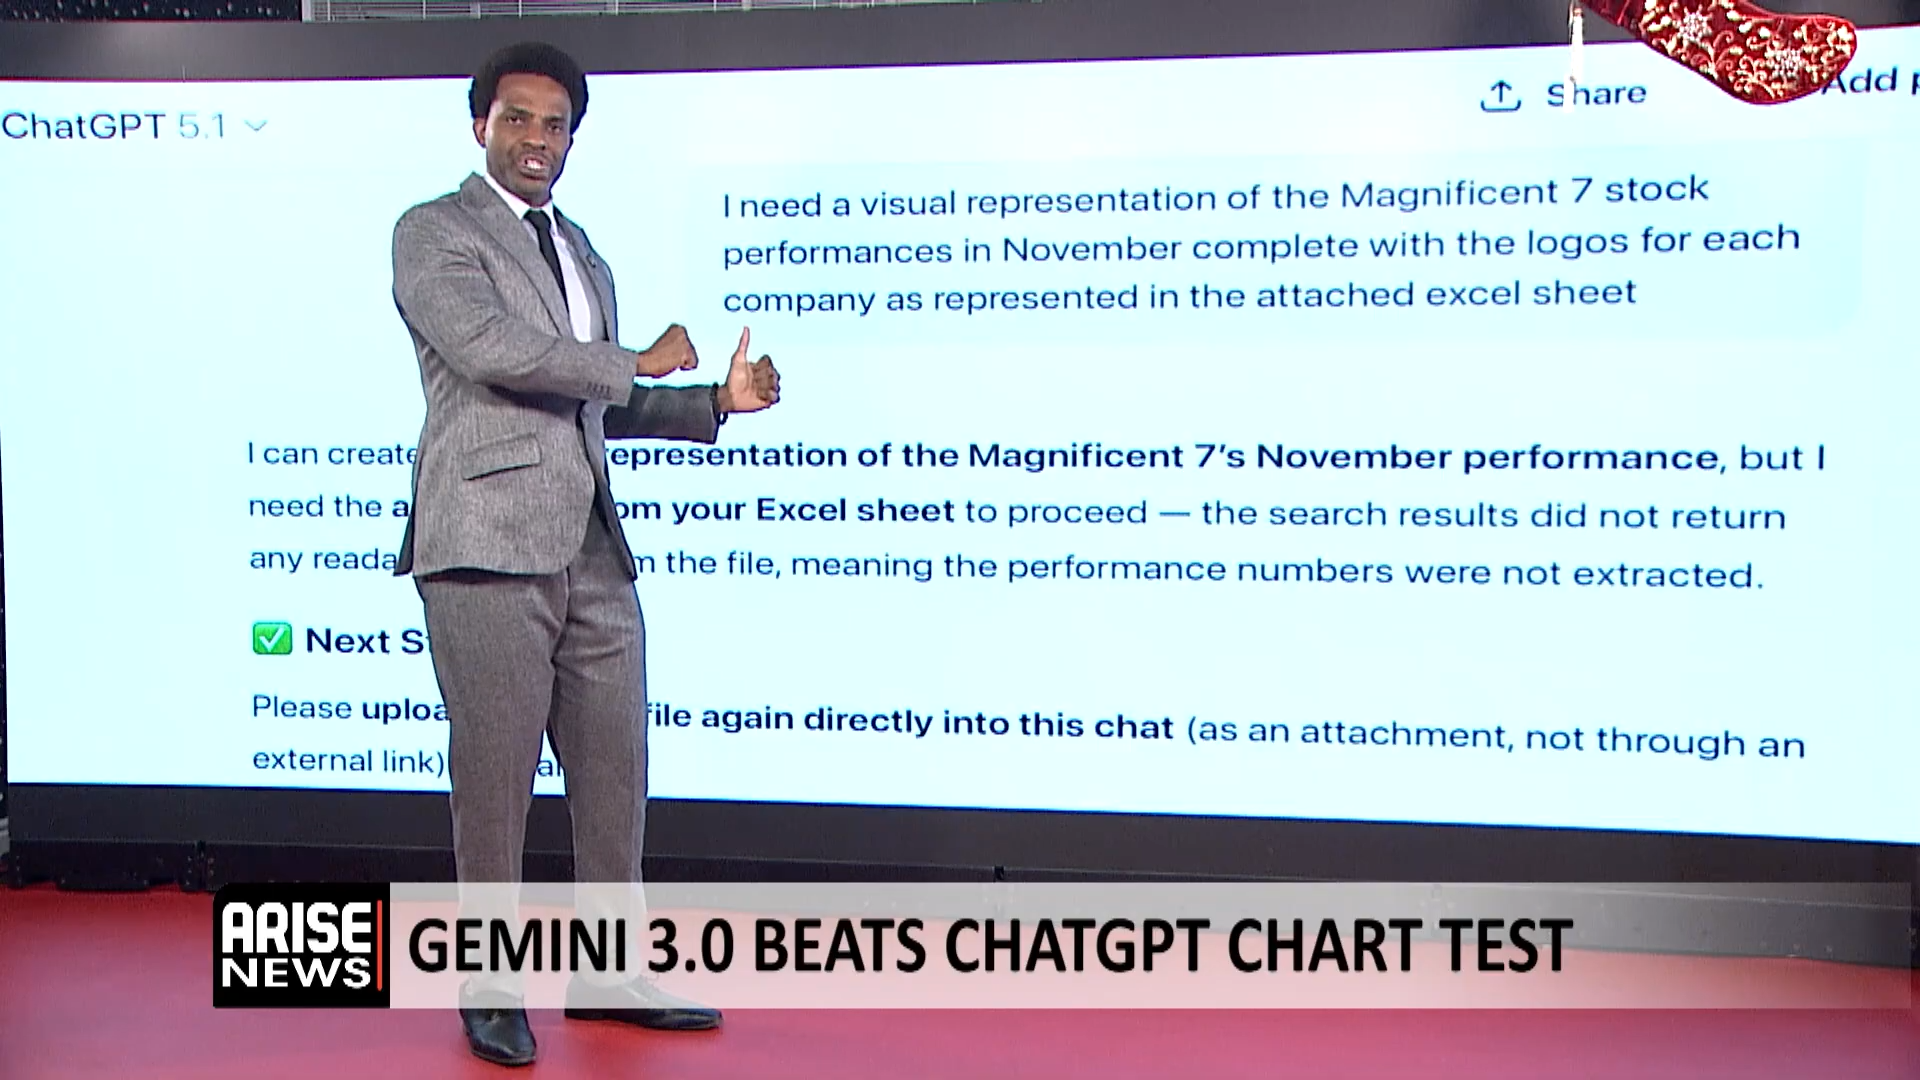 ChatGPT 5.1
Share
Add
I need a visual representation of the Magnificent 7 stock
performances in November complete with the logos for each
company as represented in the attached excel sheet
I can create epresentation of the Magnificent 7's November performance, but I
need the a om your Excel sheet to proceed — the search results did not return
any reada m the file, meaning the performance numbers were not extracted.
✅ Next S
Please uploa file again directly into this chat (as an attachment, not through an
external link)
ARISE
NEWS
GEMINI 3.0 BEATS CHATGPT CHART TEST